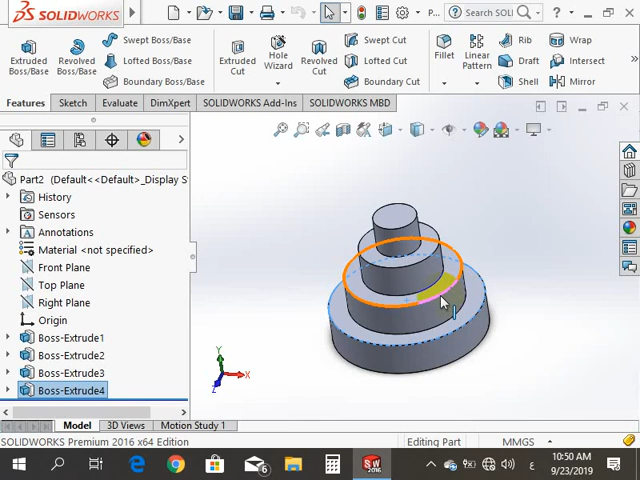 SOLIDWORKS
P...
Search So
Extruded Boss/Base
Revolved Boss/Base
Swept Boss/Base
Lofted Boss/Base
Boundary Boss/Base
Extruded Cut
Hole Wizard
Revolved Cut
Swept Cut
Lofted Cut
Boundary Cut
Fillet
Linear Pattern
Rib
Draft
Shell
Wrap
Intersect
Mirror
Features Sketch Evaluate DimXpert SOLIDWORKS Add-Ins SOLIDWORKS MBD
Part2 (Default<<Default>_Display S
History
Sensors
Annotations
Material <not specified>
Front Plane
Top Plane
Right Plane
Origin
Boss-Extrude1
Boss-Extrude2
Boss-Extrude3
Boss-Extrude4
Y
X
Z
Model 3D Views Motion Study 1
SOLIDWORKS Premium 2016 x64 Edition Editing Part MMGS
6
SW
2016
ع
10:50 AM
9/23/2019